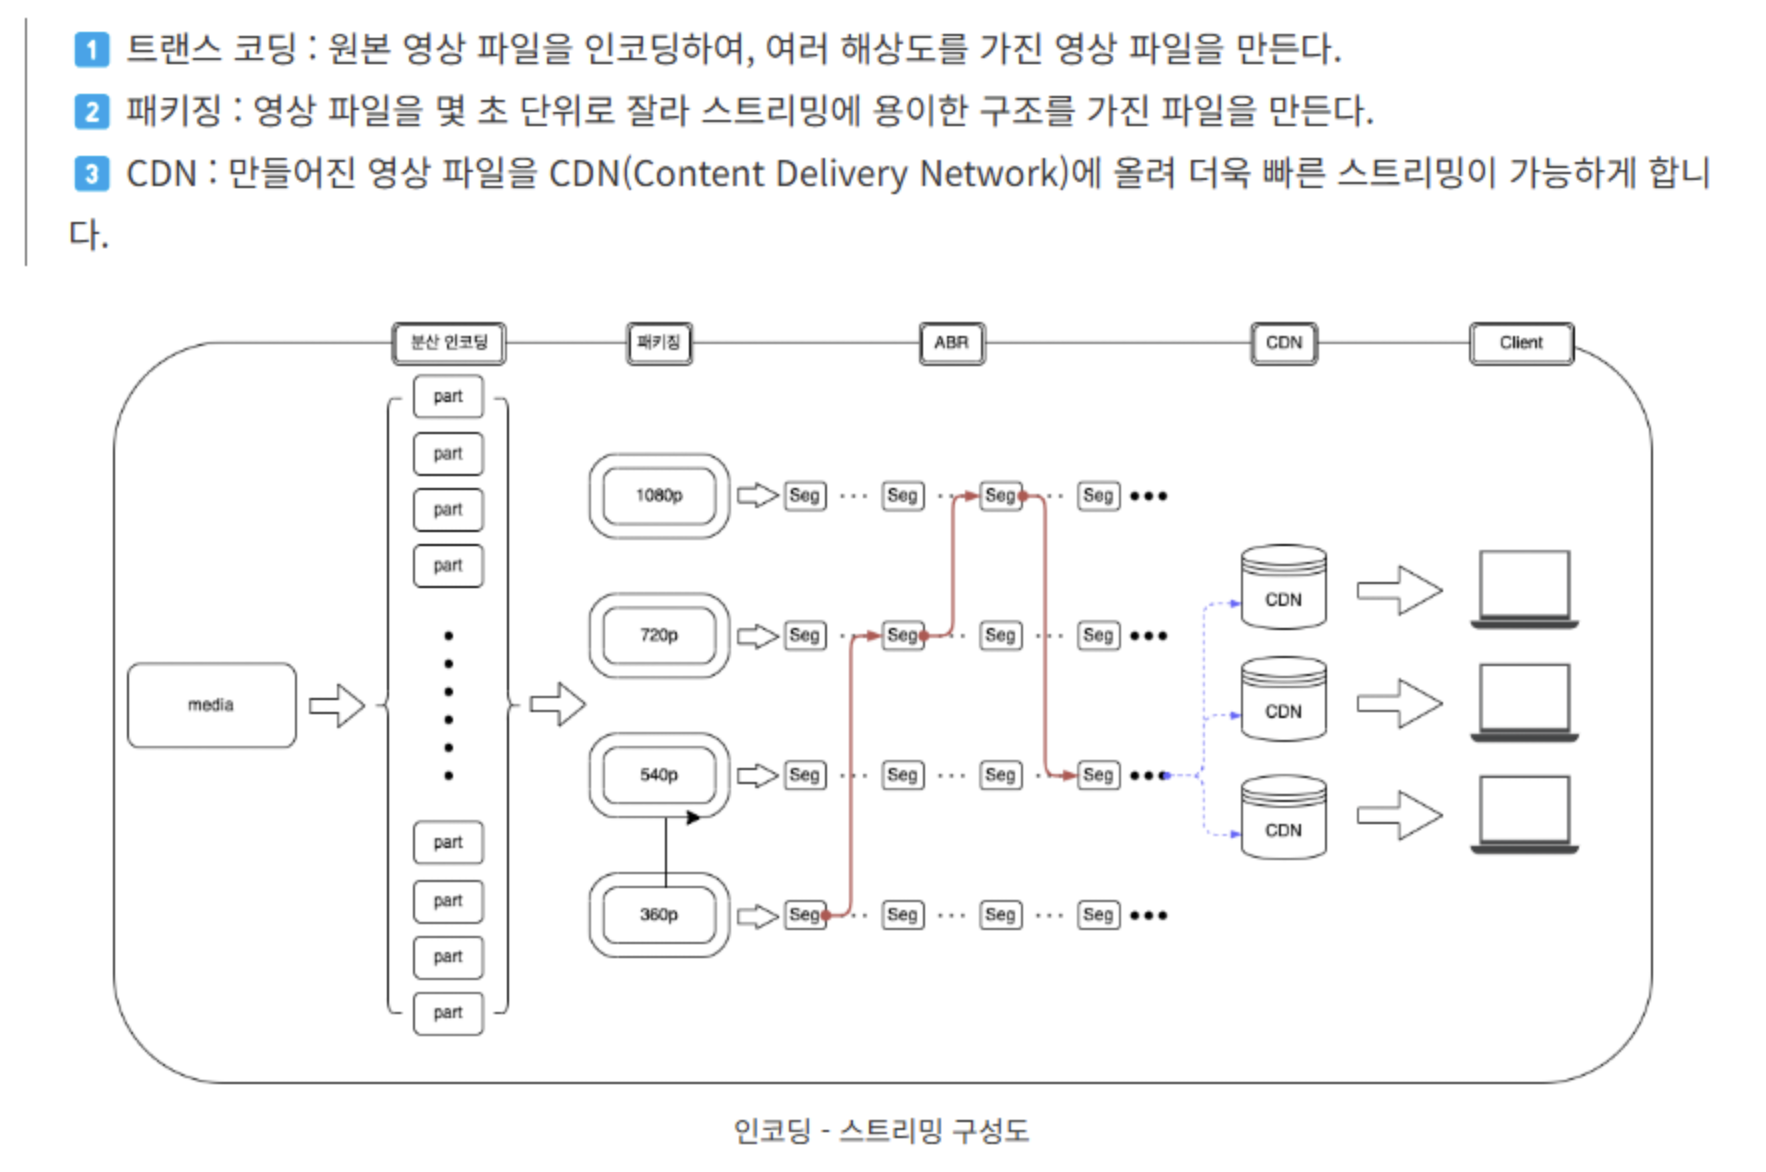 1 트랜스 코딩 : 원본 영상 파일을 인코딩하여, 여러 해상도를 가진 영상 파일을 만든다.
2 패키징 : 영상 파일을 몇 초 단위로 잘라 스트리밍에 용이한 구조를 가진 파일을 만든다.
3 CDN : 만들어진 영상 파일을 CDN(Content Delivery Network)에 올려 더욱 빠른 스트리밍이 가능하게 합니
다.
분산 인코딩 패키징 ABR CDN Client
part
part
part
part
media
part
part
part
part
1080p Seg ... Seg ... Seg ... Seg •••
720p Seg ... Seg ... Seg ... Seg •••
540p Seg ... Seg ... Seg ... Seg •••
360p Seg ... Seg ... Seg ... Seg •••
CDN
CDN
CDN
인코딩 - 스트리밍 구성도